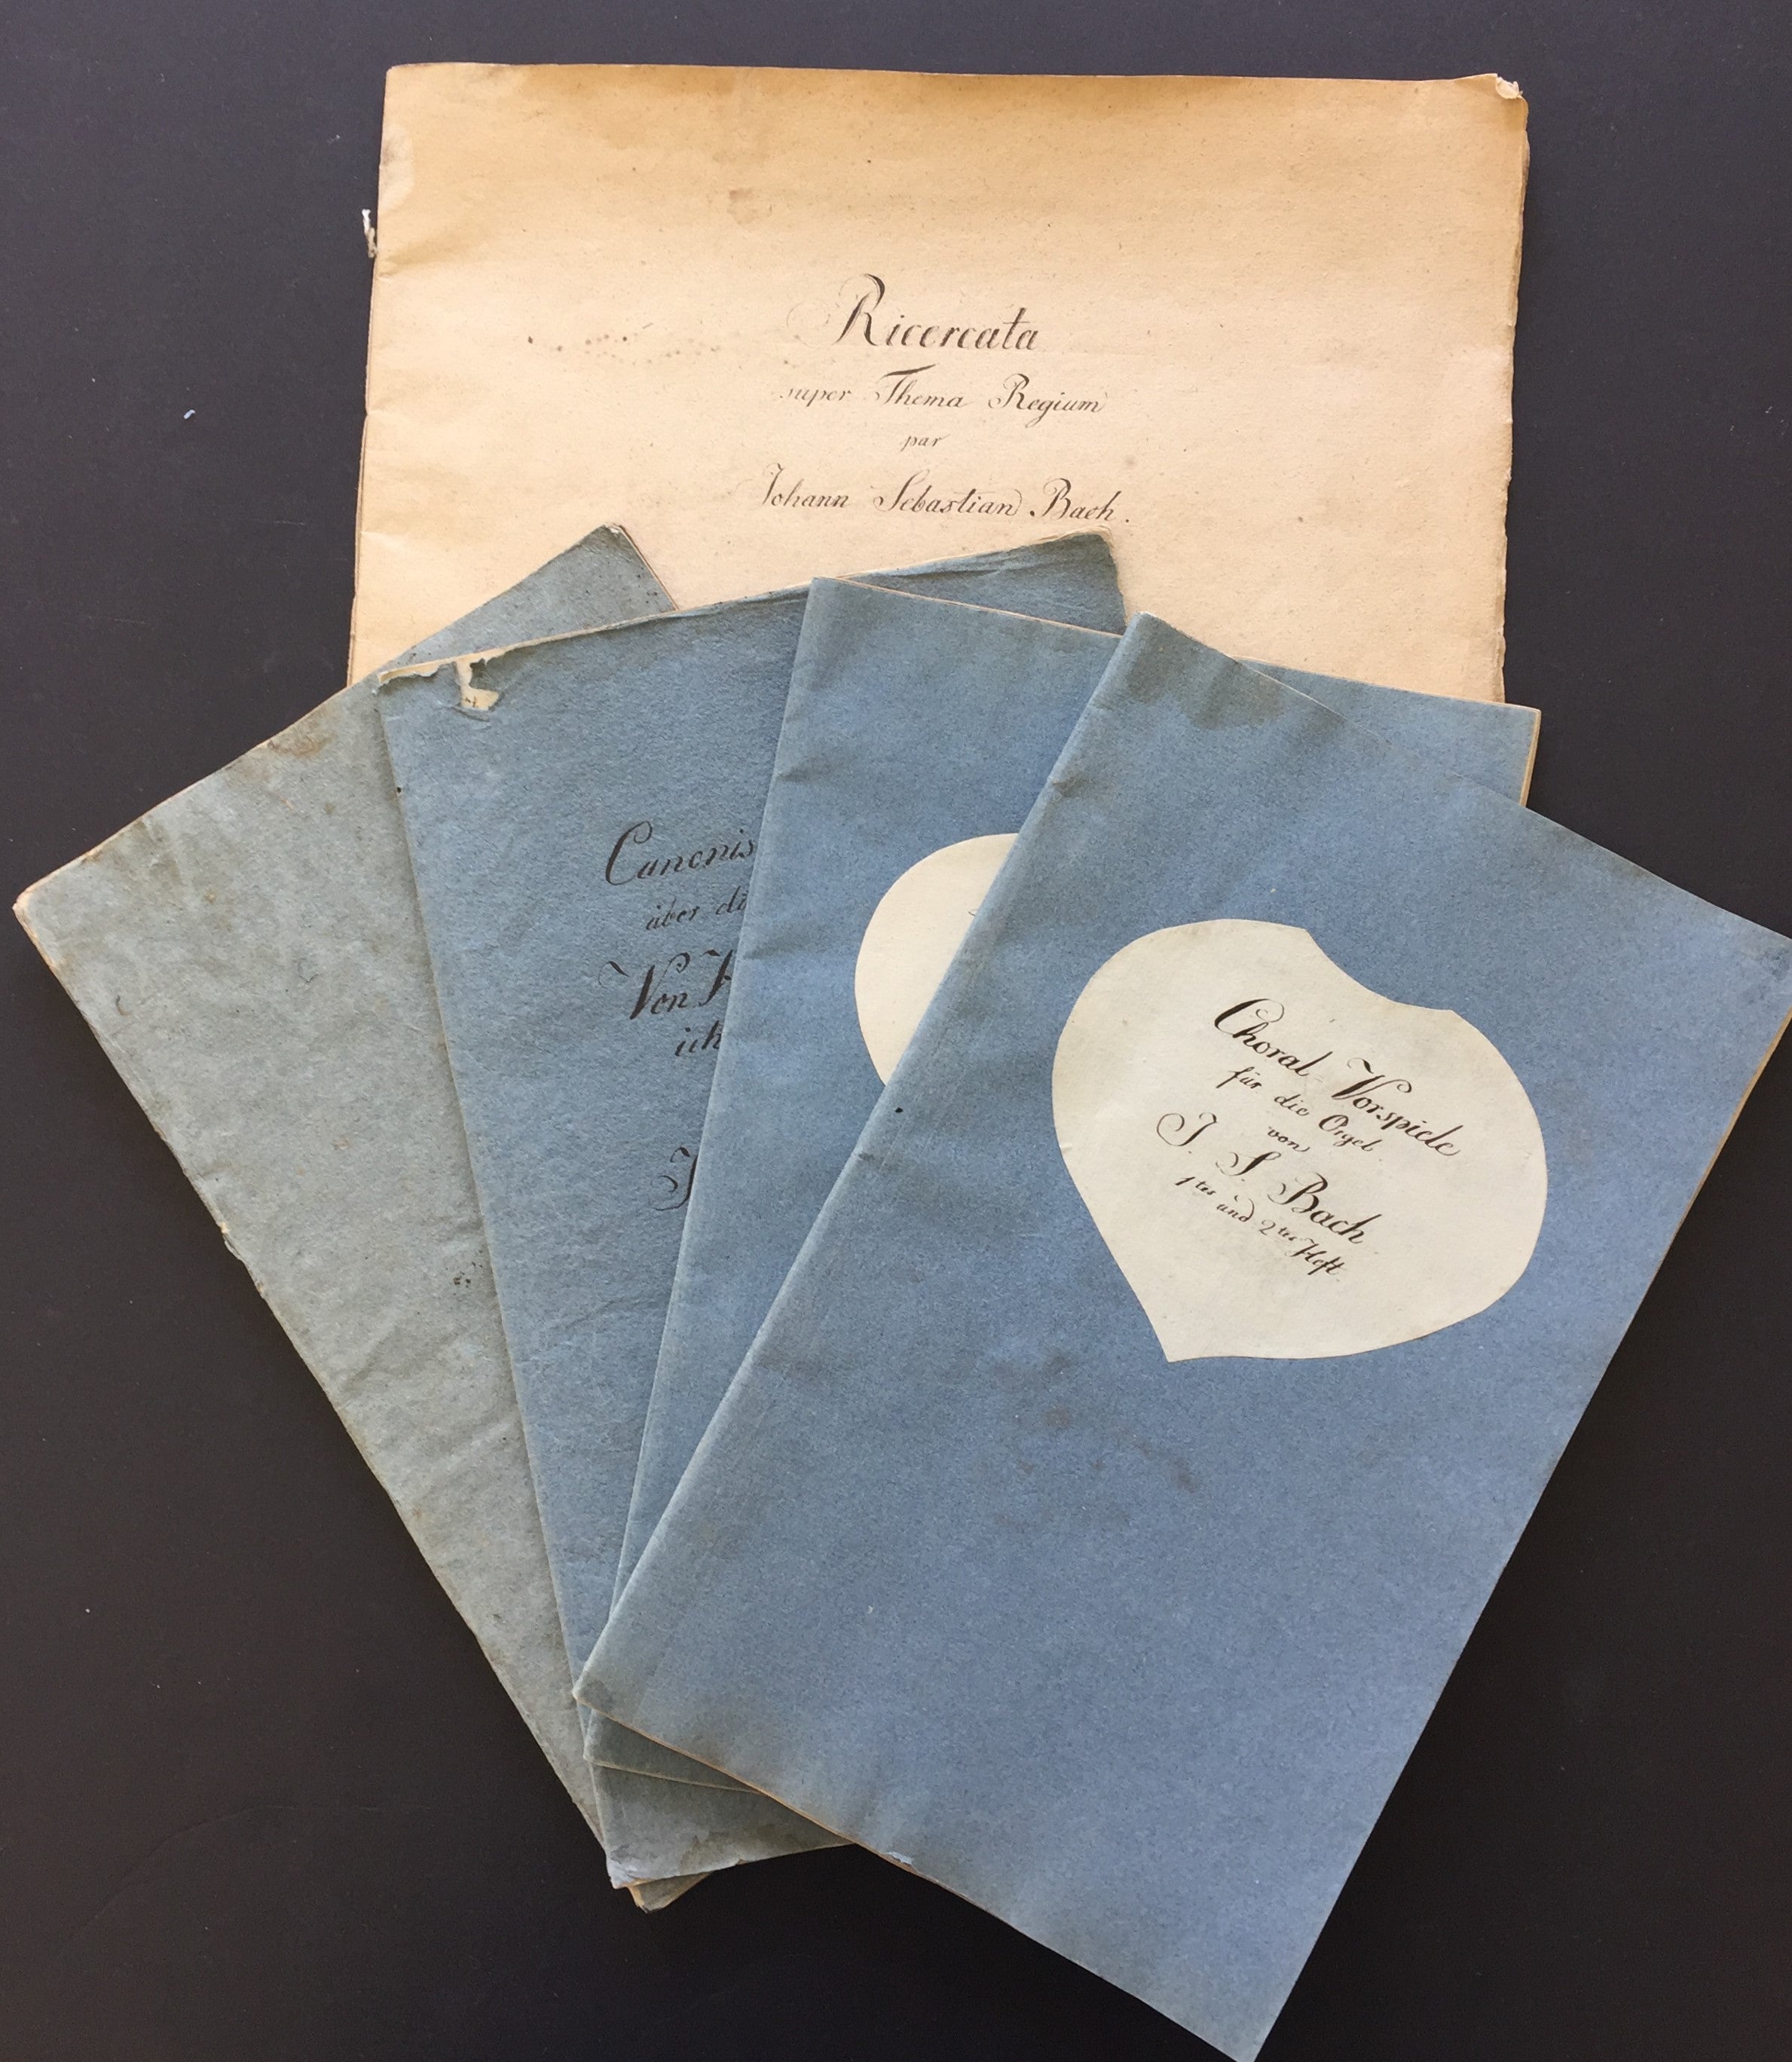 Ricercata
super Thema Regium
par
Johann Sebastian Bach.
Canonis
über di
Von H
ich
J
Choral-Vorspiele
für die Orgel
von
J. S. Bach
1tes und 2tes Heft.